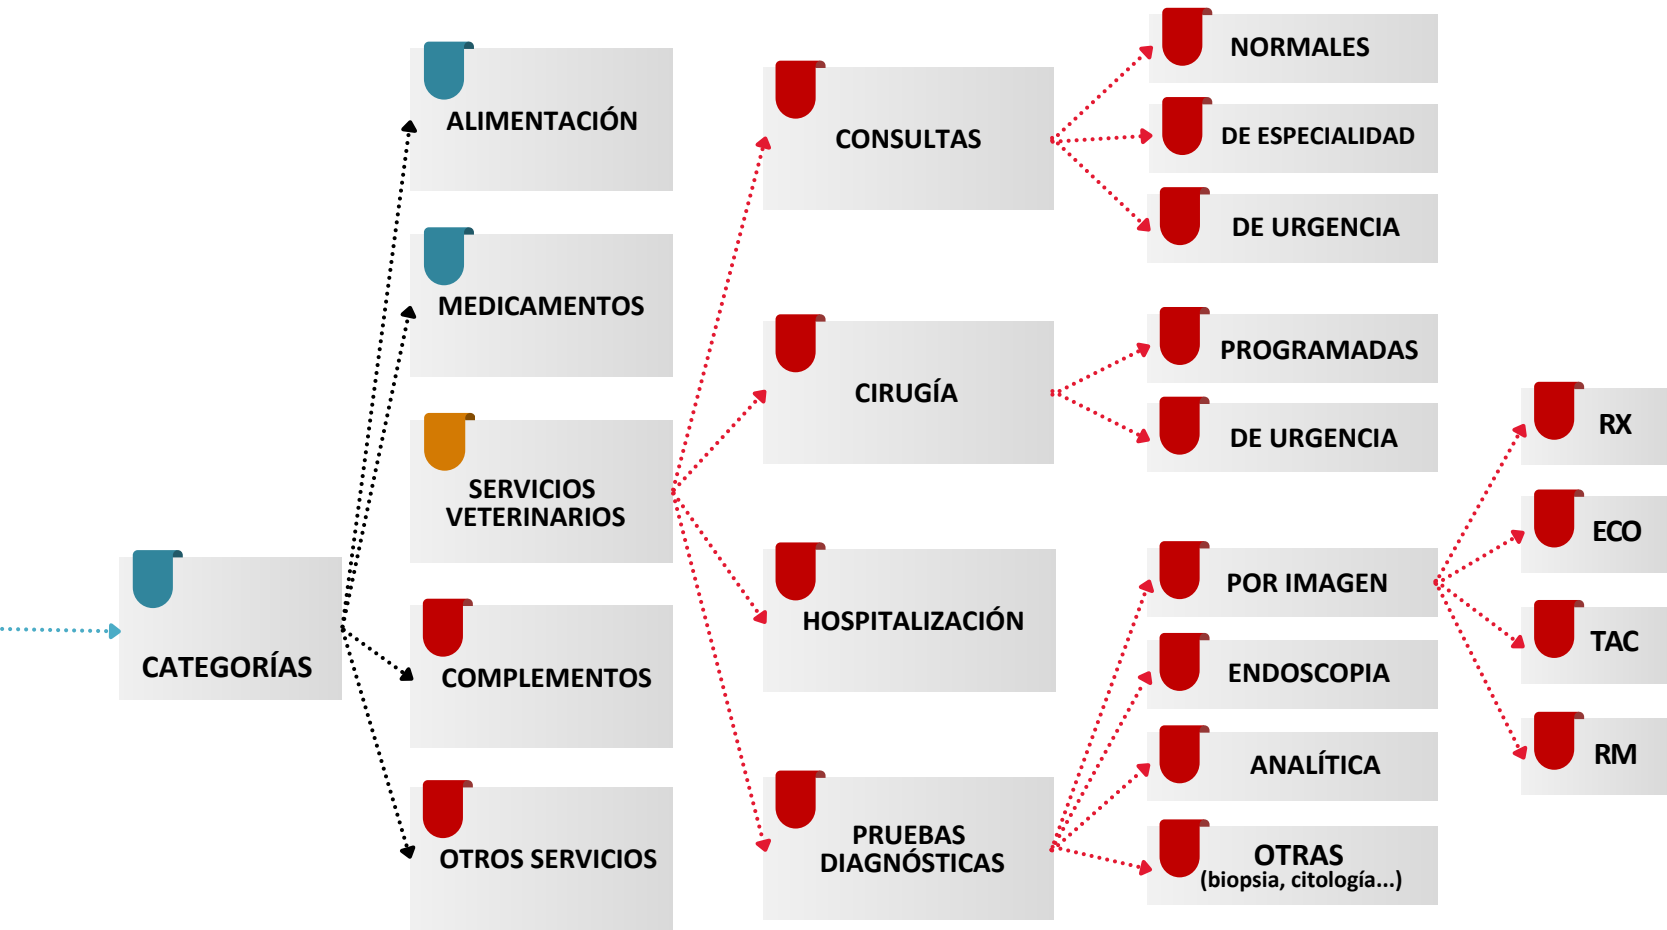 CATEGORÍAS
ALIMENTACIÓN
MEDICAMENTOS
SERVICIOS
VETERINARIOS
COMPLEMENTOS
OTROS SERVICIOS
CONSULTAS
CIRUGÍA
HOSPITALIZACIÓN
PRUEBAS
DIAGNÓSTICAS
NORMALES
DE ESPECIALIDAD
DE URGENCIA
PROGRAMADAS
DE URGENCIA
POR IMAGEN
ENDOSCOPIA
ANALÍTICA
OTRAS
(biopsia, citología...)
RX
ECO
TAC
RM